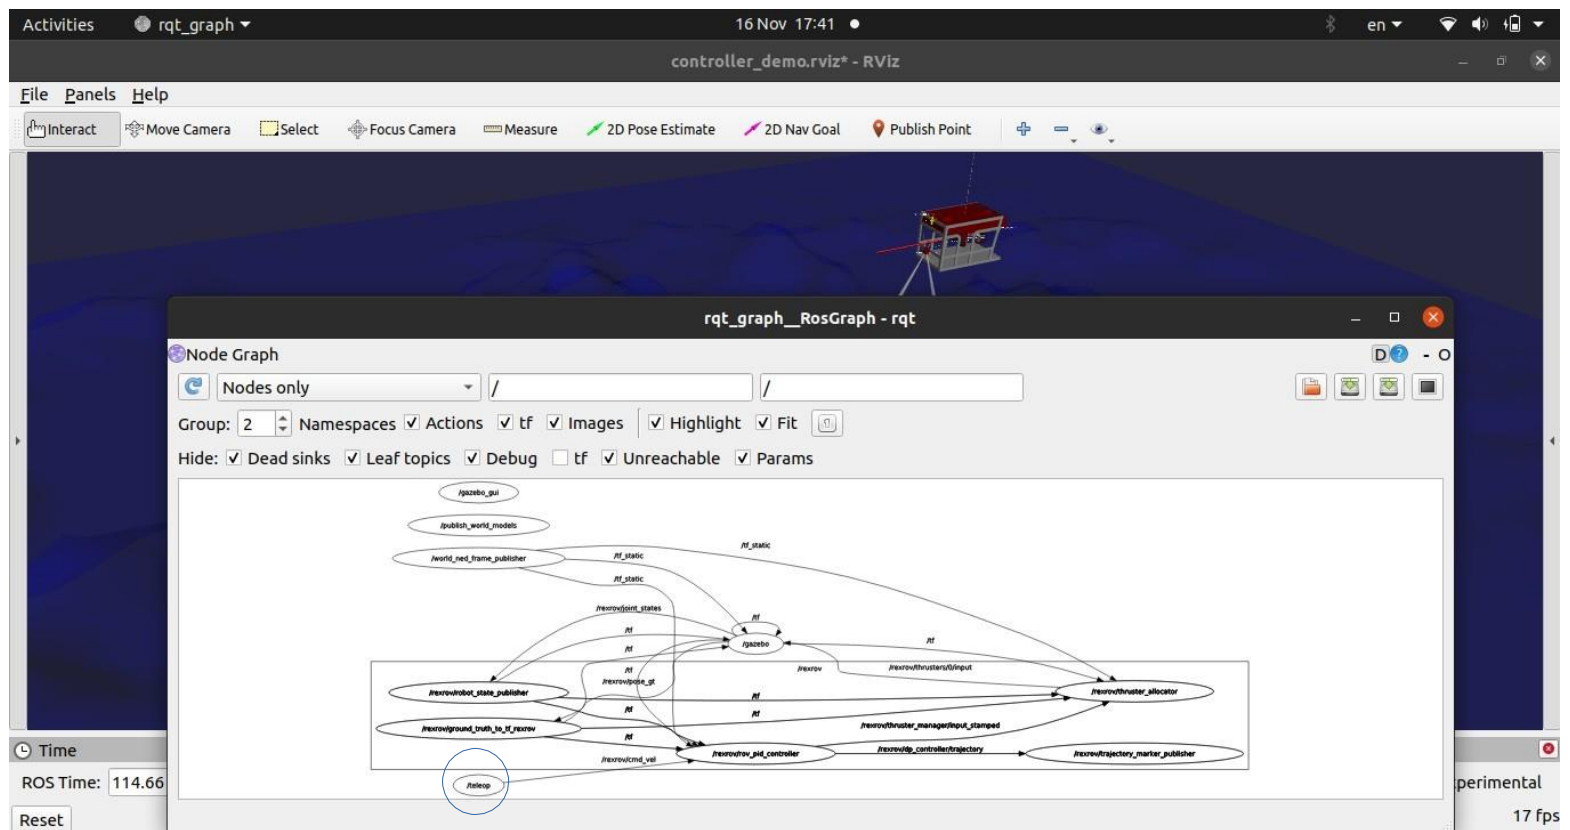 Activities rqt_graph 16 Nov 17:41 en
controller_demo.rviz* - RViz
File Panels Help
Interact Move Camera Select Focus Camera Measure 2D Pose Estimate 2D Nav Goal Publish Point
rqt_graph__RosGraph - rqt
Node Graph D ? - O
Nodes only / /
Group: 2 Namespaces Actions tf Images Highlight Fit
Hide: Dead sinks Leaf topics Debug tf Unreachable Params
/gazebo_gui
/publish_world_models
/tf_static
/world_ned_frame_publisher /tf_static
/tf_static
/rexrov/joint_states
/tf
/tf /tf
/tf /gazebo
/tf /rexrov /rexrov/thrusters/0/input
/rexrov/pose_gt
/rexrov/robot_state_publisher /tf /rexrov/thruster_allocator
/tf /tf
/rexrov/ground_truth_to_tf_rexrov /rexrov/thruster_manager/input_stamped
/tf
/rexrov/rov_pid_controller /rexrov/dp_controller/trajectory /rexrov/trajectory_marker_publisher
/rexrov/cmd_vel
/teleop
Time
ROS Time: 114.66 perimental
Reset 17 fps